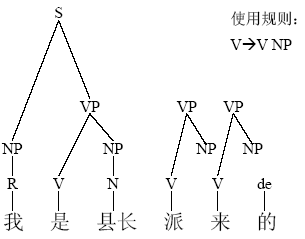 S
使用规则:
V→V NP
VP VP VP
NP NP NP NP
R V N V V de
我 是 县长 派 来 的